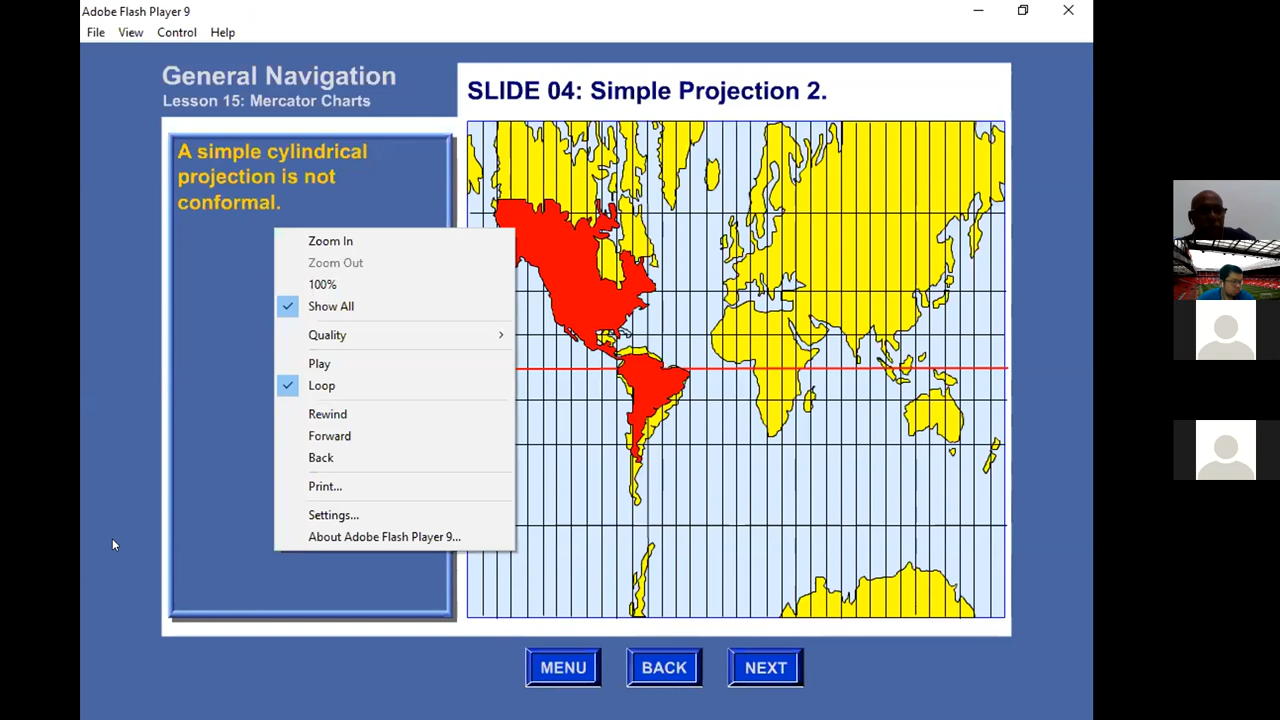 Adobe Flash Player 9
File View Control Help
General Navigation
Lesson 15: Mercator Charts
SLIDE 04: Simple Projection 2.
A simple cylindrical
projection is not
conformal.
Zoom In
Zoom Out
100%
Show All
Quality
Play
Loop
Rewind
Forward
Back
Print...
Settings...
About Adobe Flash Player 9...
MENU BACK NEXT